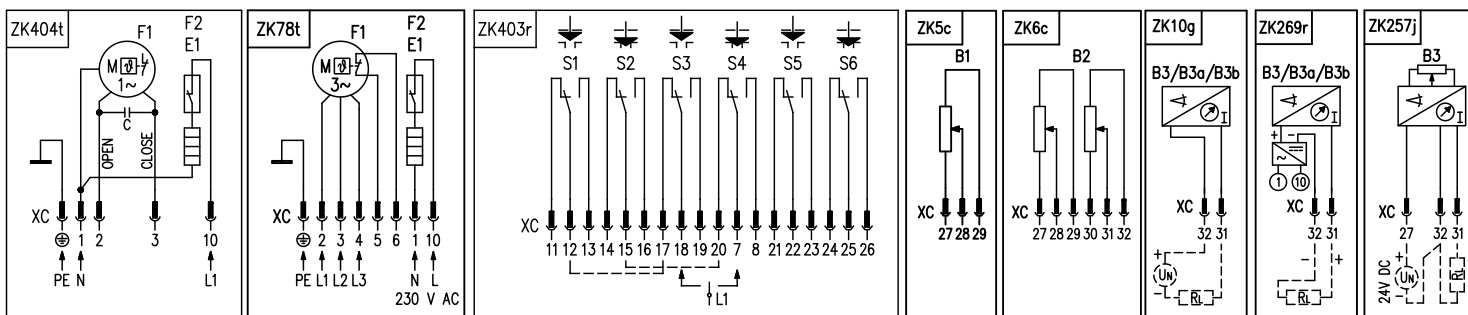 ZK404t
F1
F2
E1
M ϑ
1~
C
OPEN
CLOSE
XC
1 2 3 10
PE N L1
ZK78t
F1
F2
E1
M ϑ
3~
XC
2 3 4 5 6 1 10
PE L1 L2 L3 N L
230 V AC
ZK403r
S1 S2 S3 S4 S5 S6
XC
11 12 13 14 15 16 17 18 19 20 7 8 21 22 23 24 25 26
L1
ZK5c
B1
XC
27 28 29
ZK6c
B2
XC
27 28 29 30 31 32
ZK10g
B3/B3a/B3b
I
XC
32 31
+
UN
-
RL
ZK269r
B3/B3a/B3b
I
+ -
1 10
XC
32 31
- +
RL
ZK257j
B3
I
XC
27 32 31
24V DC
+
UN
-
RL